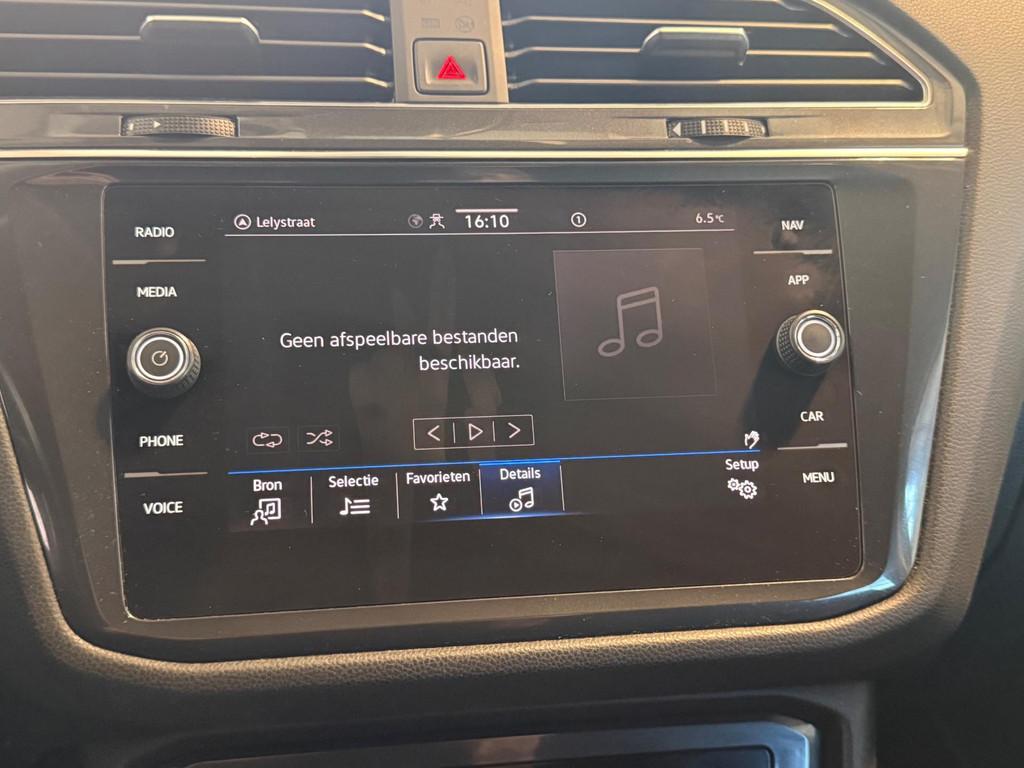 Lelystraat
16:10
1
6.5°C
RADIO
MEDIA
PHONE
VOICE
Geen afspeelbare bestanden
beschikbaar.
Bron
Selectie
Favorieten
Details
Setup
NAV
APP
CAR
MENU